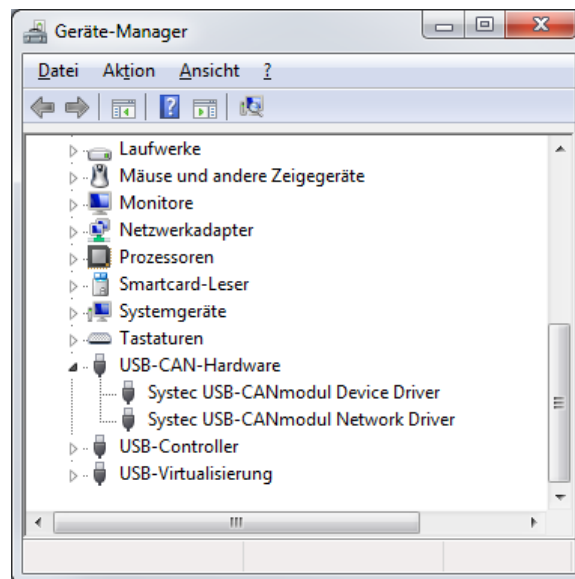 Geräte-Manager
Datei Aktion Ansicht ?
Laufwerke
Mäuse und andere Zeigegeräte
Monitore
Netzwerkadapter
Prozessoren
Smartcard-Leser
Systemgeräte
Tastaturen
USB-CAN-Hardware
Systec USB-CANmodul Device Driver
Systec USB-CANmodul Network Driver
USB-Controller
USB-Virtualisierung